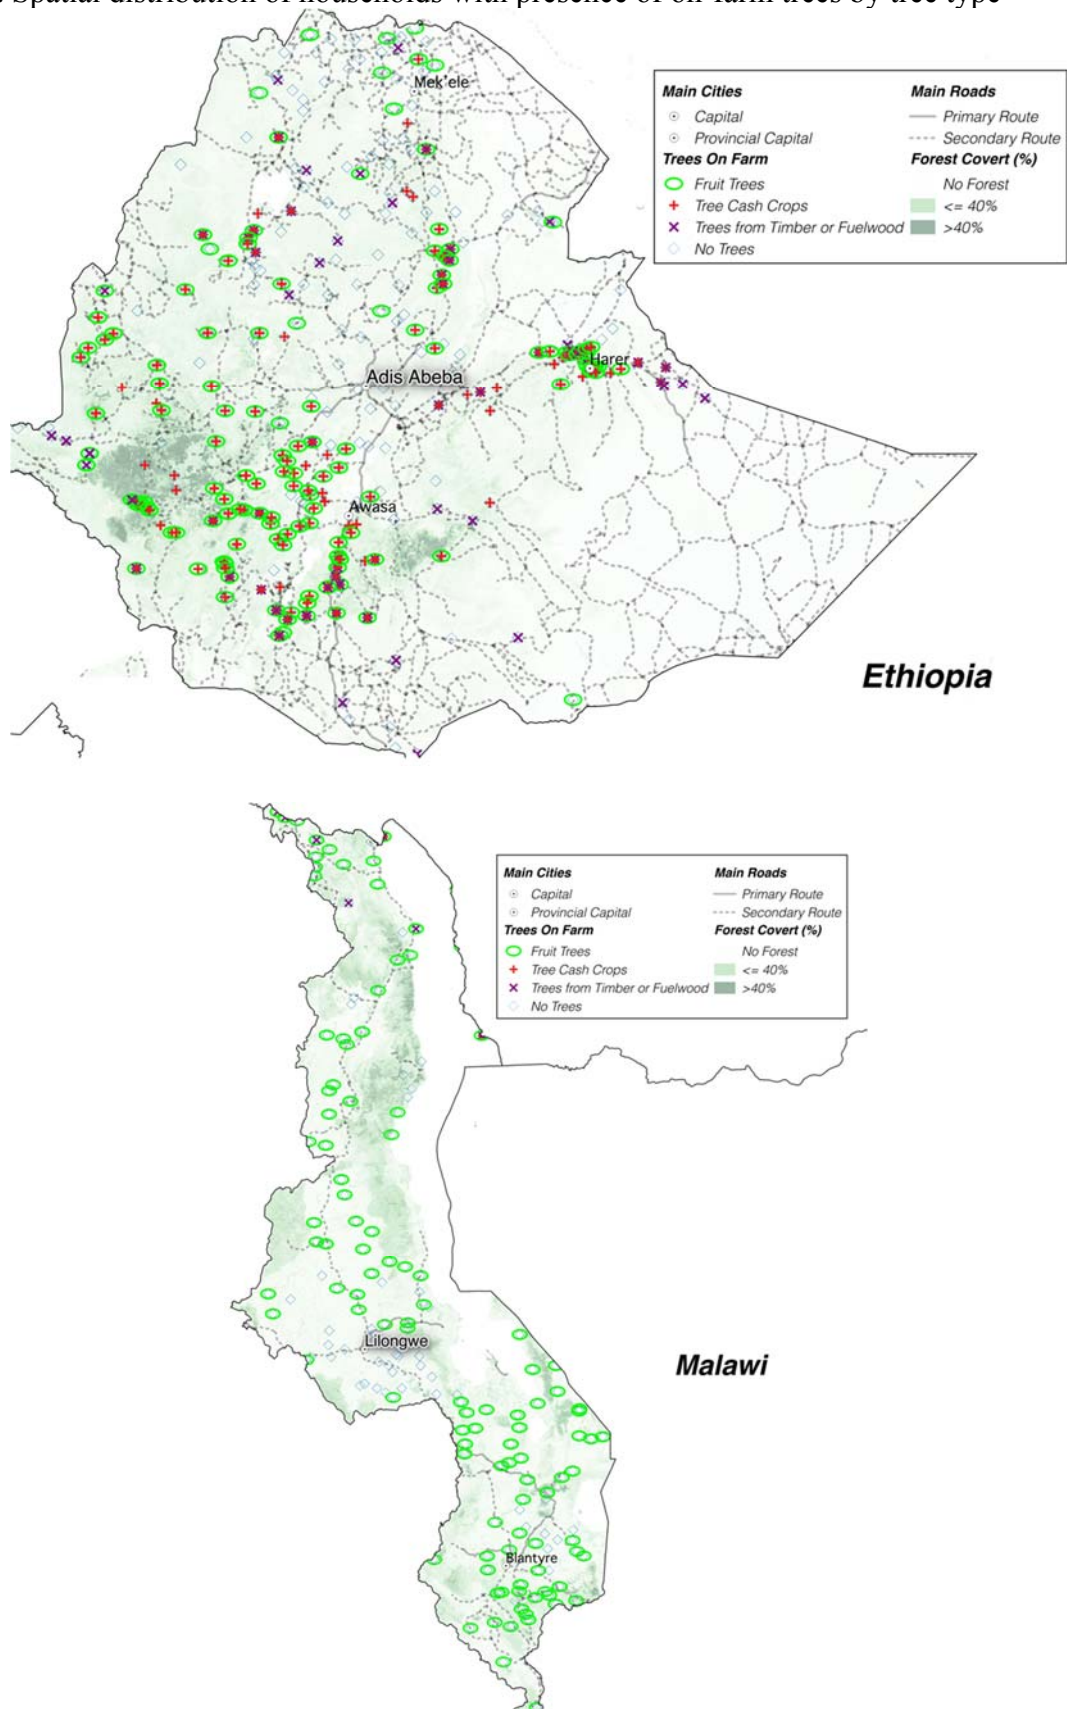 Spatial distribution of households with presence of on-farm trees by tree type
Mek'ele
Main Cities
Main Roads
Capital
Primary Route
Provincial Capital
Secondary Route
Trees On Farm
Forest Covert (%)
Fruit Trees
No Forest
Tree Cash Crops
<= 40%
Trees from Timber or Fuelwood
>40%
No Trees
Harer
Adis Abeba
Awasa
Ethiopia
Main Cities
Main Roads
Capital
Primary Route
Provincial Capital
Secondary Route
Trees On Farm
Forest Covert (%)
Fruit Trees
No Forest
Tree Cash Crops
<= 40%
Trees from Timber or Fuelwood
>40%
No Trees
Lilongwe
Malawi
Blantyre